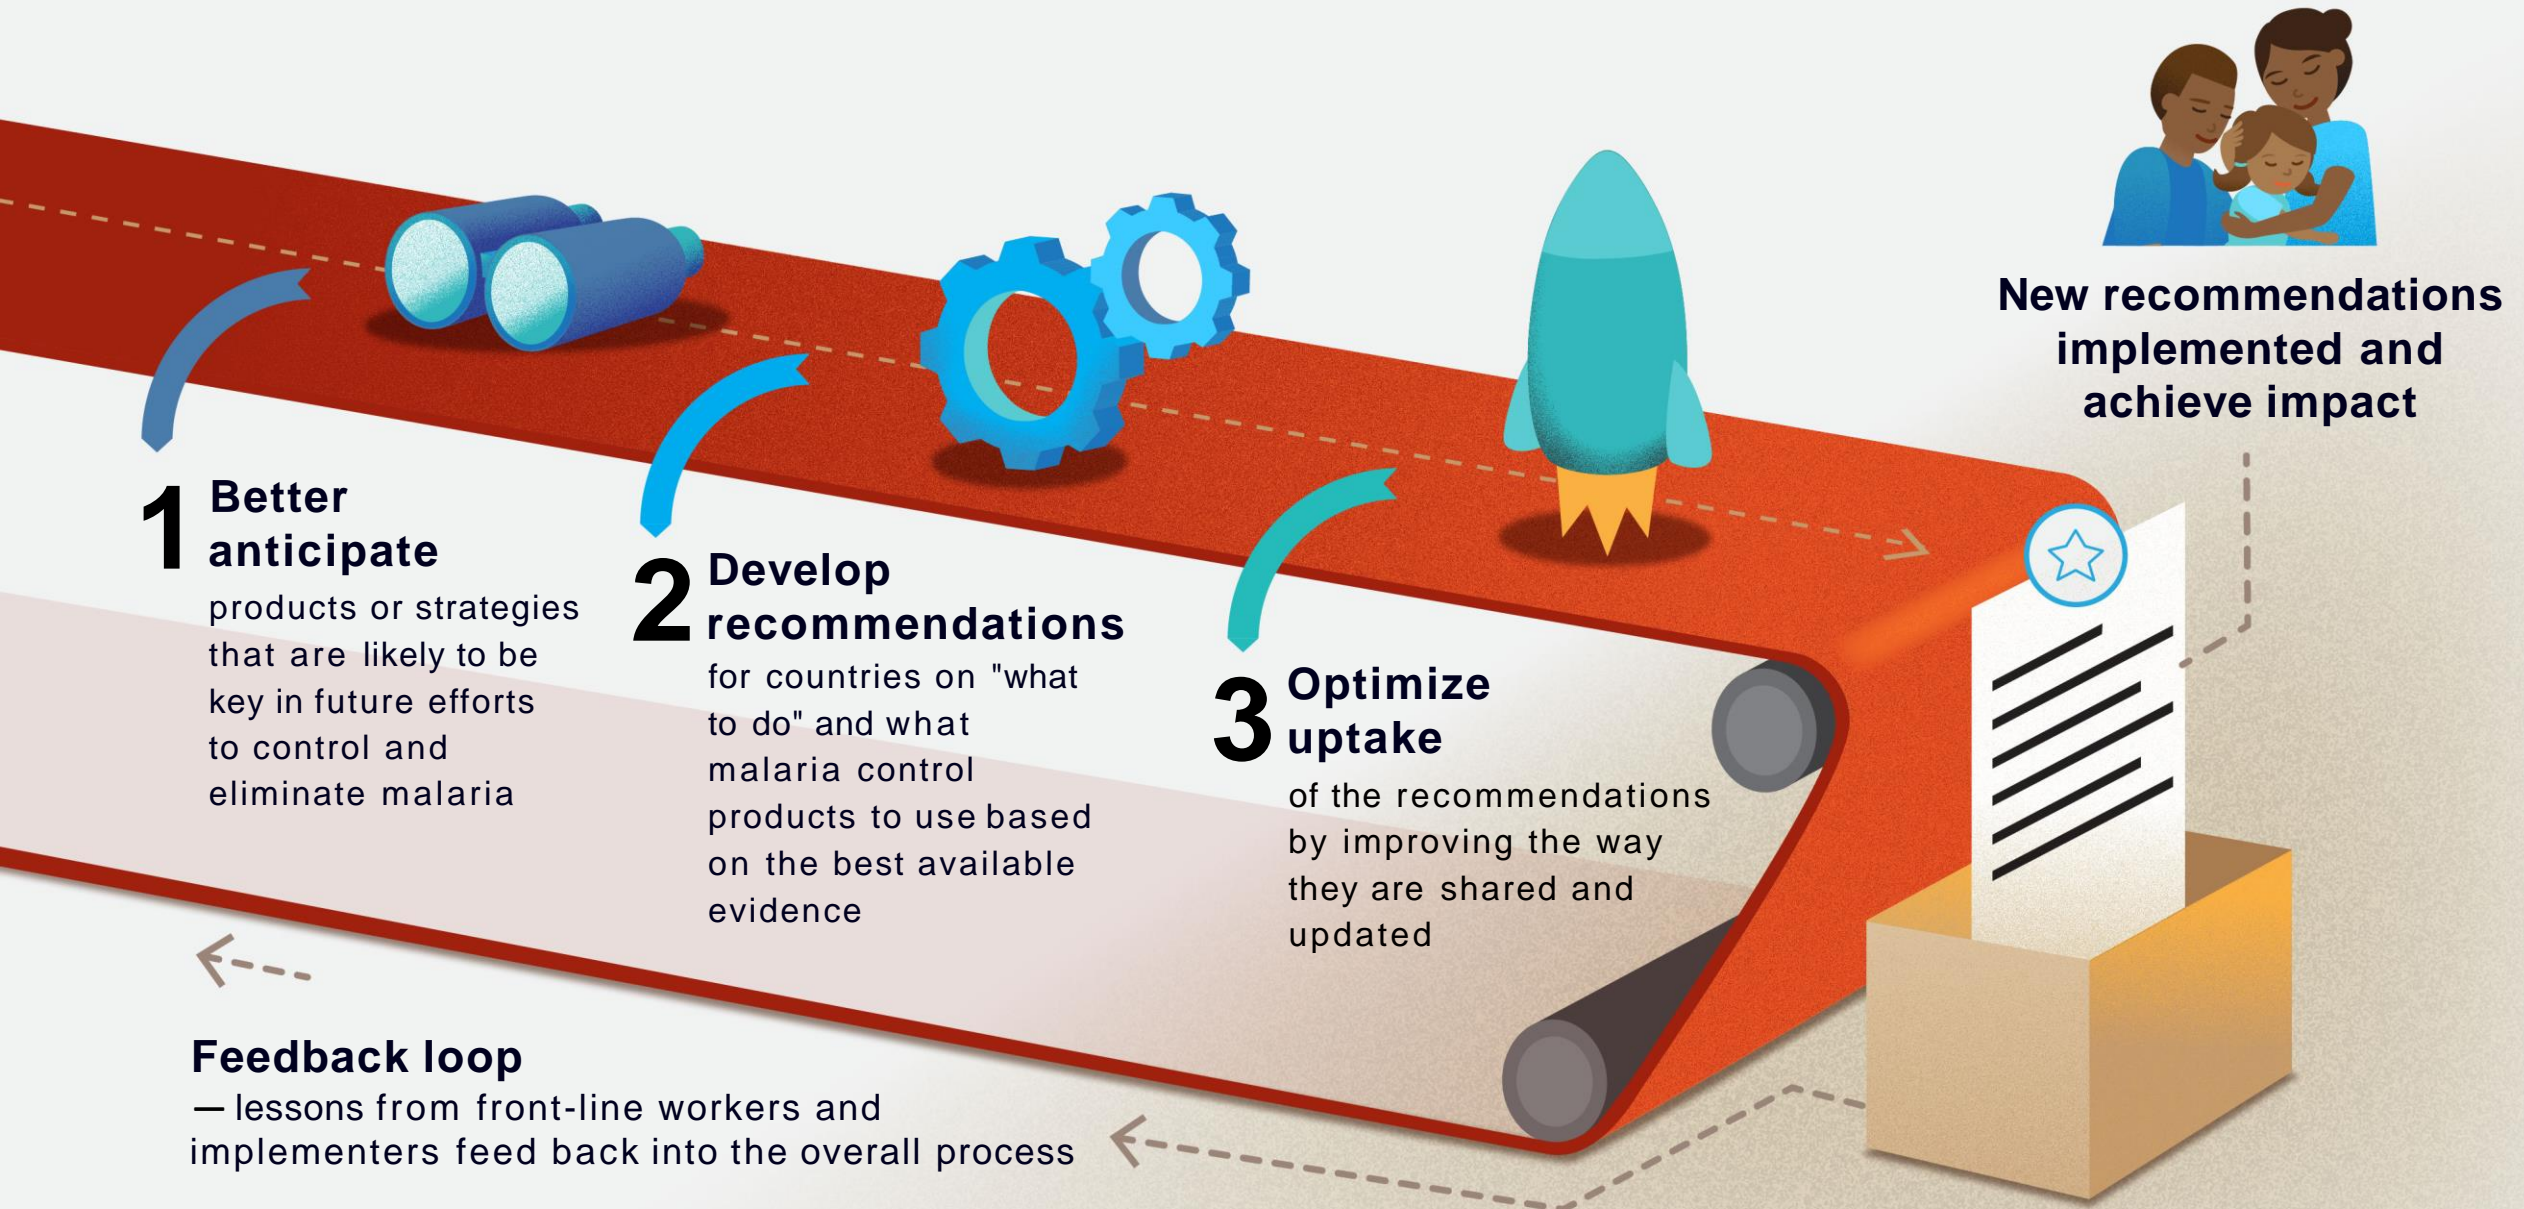 New recommendations
implemented and
achieve impact
1
Better
anticipate
products or strategies
that are likely to be
key in future efforts
to control and
eliminate malaria
2
Develop
recommendations
for countries on "what
to do" and what
malaria control
products to use based
on the best available
evidence
3
Optimize
uptake
of the recommendations
by improving the way
they are shared and
updated
Feedback loop
— lessons from front-line workers and
implementers feed back into the overall process